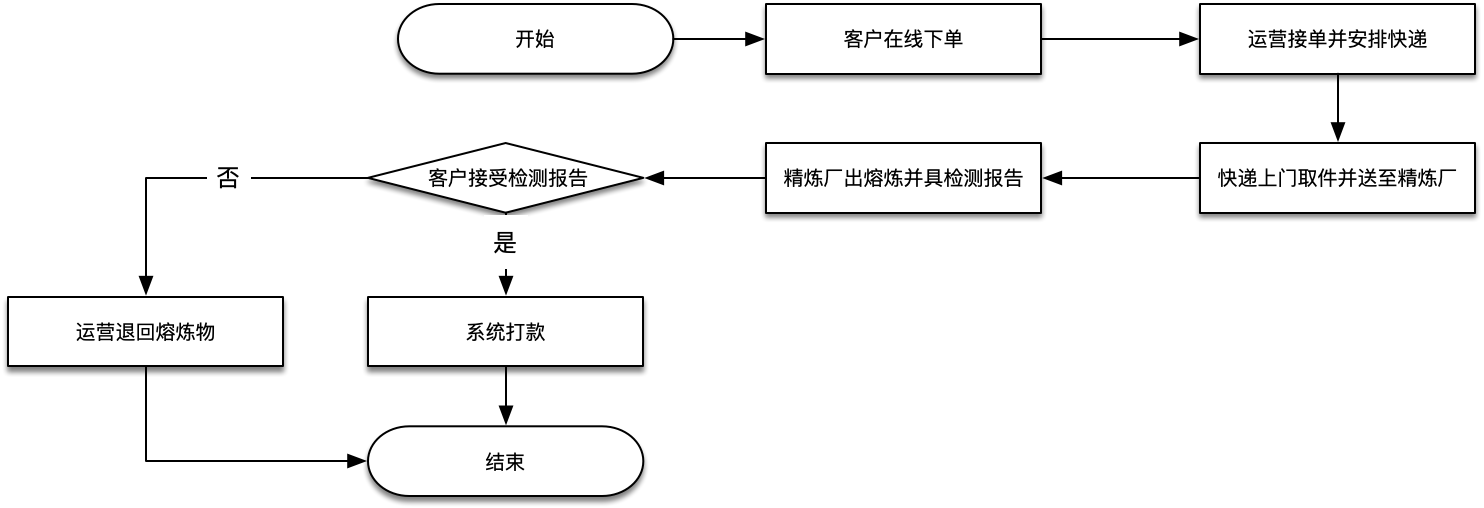 开始
客户在线下单
运营接单并安排快递
快递上门取件并送至精炼厂
精炼厂出熔炼并具检测报告
客户接受检测报告
否
是
运营退回熔炼物
系统打款
结束